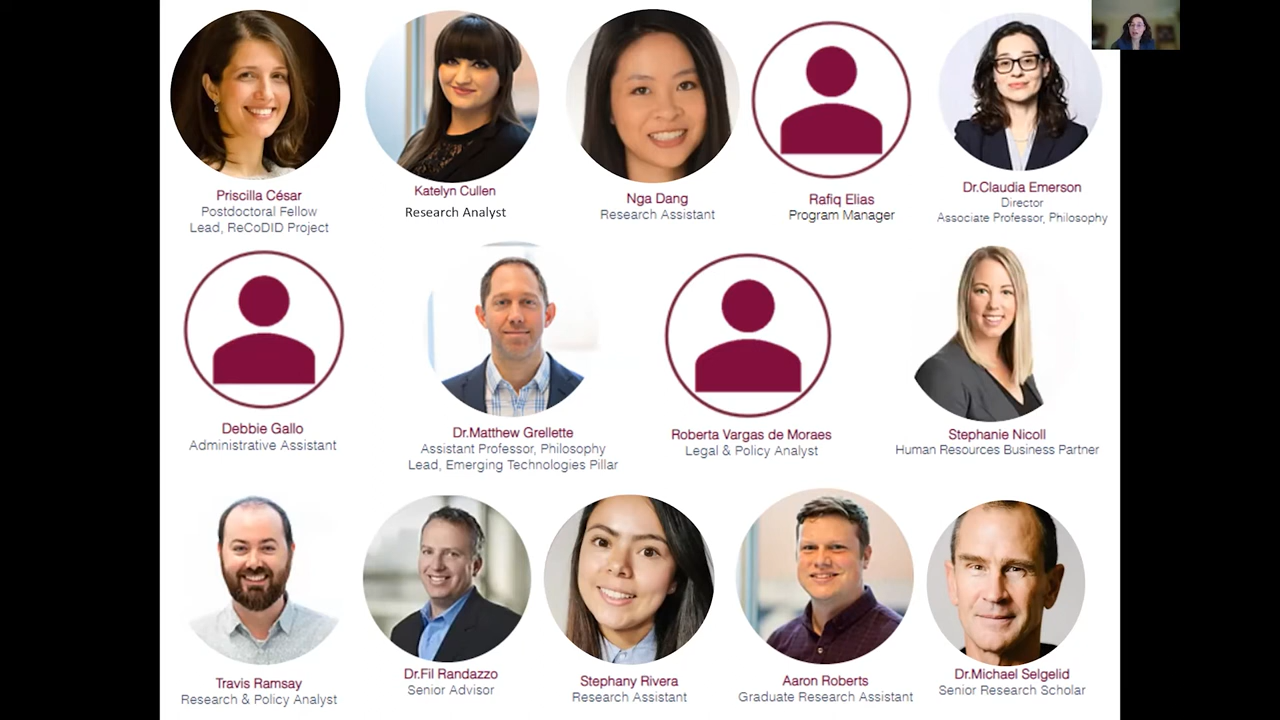 Priscilla César
Postdoctoral Fellow
Lead, ReCoDID Project
Katelyn Cullen
Research Analyst
Nga Dang
Research Assistant
Rafiq Elias
Program Manager
Dr.Claudia Emerson
Director
Associate Professor, Philosophy
Debbie Gallo
Administrative Assistant
Dr.Matthew Grellette
Assistant Professor, Philosophy
Lead, Emerging Technologies Pillar
Roberta Vargas de Moraes
Legal & Policy Analyst
Stephanie Nicoll
Human Resources Business Partner
Travis Ramsay
Research & Policy Analyst
Dr.Fil Randazzo
Senior Advisor
Stephany Rivera
Research Assistant
Aaron Roberts
Graduate Research Assistant
Dr.Michael Selgelid
Senior Research Scholar